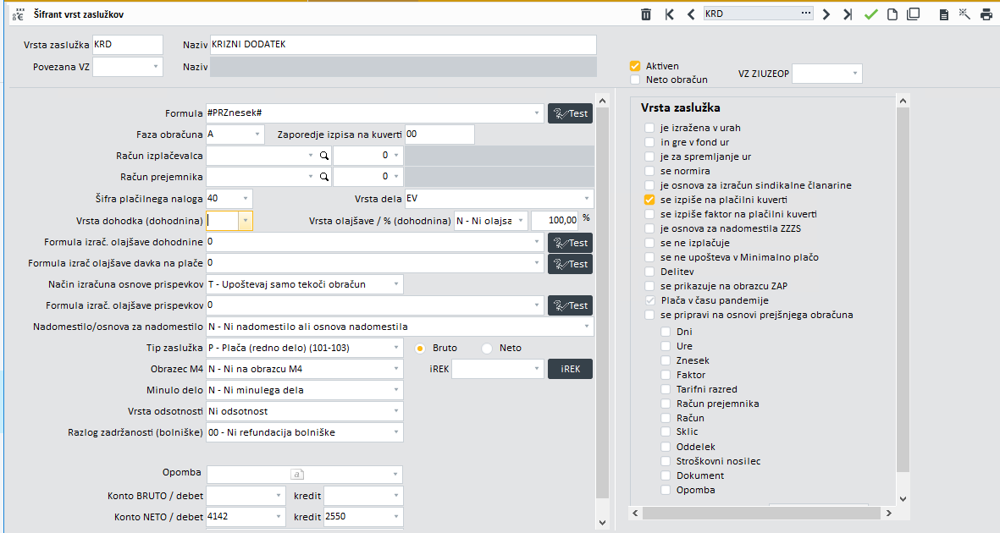 Šifrant vrst zaslužkov
KRD
Vrsta zaslužka KRD Naziv KRIZNI DODATEK
Povezana VZ Naziv
Aktiven
Neto obračun
VZ ZIUZEOP
Formula #PRZnesek# Test
Faza obračuna A Zaporedje izpisa na kuverti 00
Račun izplačevalca 0
Račun prejemnika 0
Šifra plačilnega naloga 40 Vrsta dela EV
Vrsta dohodka (dohodnina) Vrsta olajšave / % (dohodnina) N - Ni olajša 100,00 %
Formula izrač. olajšave dohodnine 0 Test
Formula izrač olajšave davka na plače 0 Test
Način izračuna osnove prispevkov T - Upoštevaj samo tekoči obračun
Formula izrač. olajšave prispevkov 0 Test
Nadomestilo/osnova za nadomestilo N - Ni nadomestilo ali osnova nadomestila
Tip zaslužka P - Plača (redno delo) (101-103) Bruto Neto
Obrazec M4 N - Ni na obrazcu M4 iREK iREK
Minulo delo N - Ni minulega dela
Vrsta odsotnosti Ni odsotnost
Razlog zadržanosti (bolniške) 00 - Ni refundacija bolniške
Opomba a
Konto BRUTO / debet kredit
Konto NETO / debet 4142 kredit 2550
Vrsta zaslužka
je izražena v urah
in gre v fond ur
je za spremljanje ur
se normira
je osnova za izračun sindikalne članarine
se izpiše na plačilni kuverti
se izpiše faktor na plačilni kuverti
je osnova za nadomestila ZZZS
se ne izplačuje
se ne upošteva v Minimalno plačo
Delitev
se prikazuje na obrazcu ZAP
Plača v času pandemije
se pripravi na osnovi prejšnjega obračuna
Dni
Ure
Znesek
Faktor
Tarifni razred
Račun prejemnika
Račun
Sklic
Oddelek
Stroškovni nosilec
Dokument
Opomba